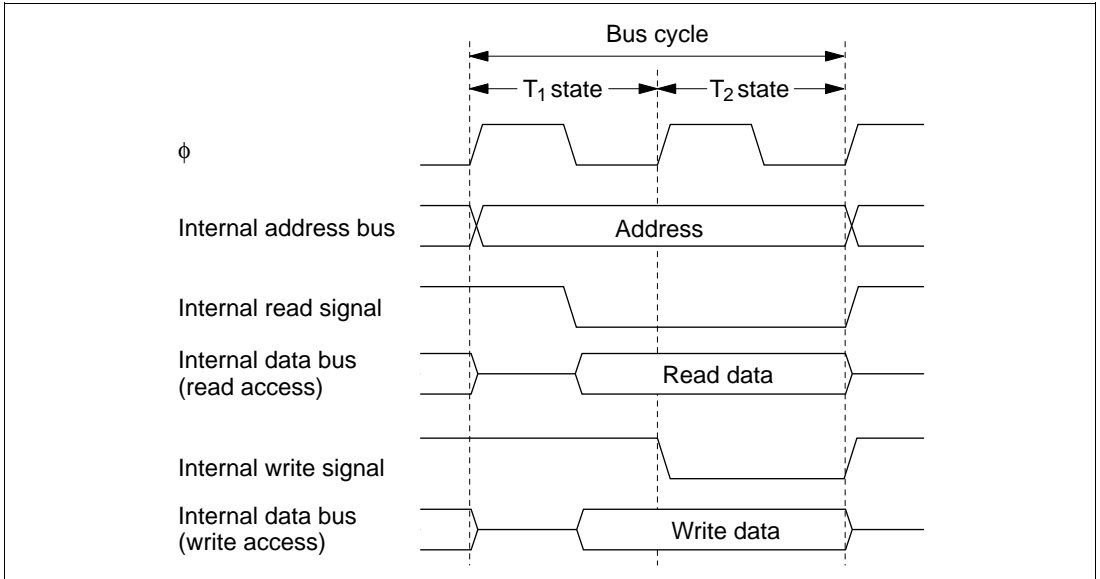 Bus cycle
T₁ state
T₂ state
ϕ
Internal address bus
Address
Internal read signal
Internal data bus
(read access)
Read data
Internal write signal
Internal data bus
(write access)
Write data